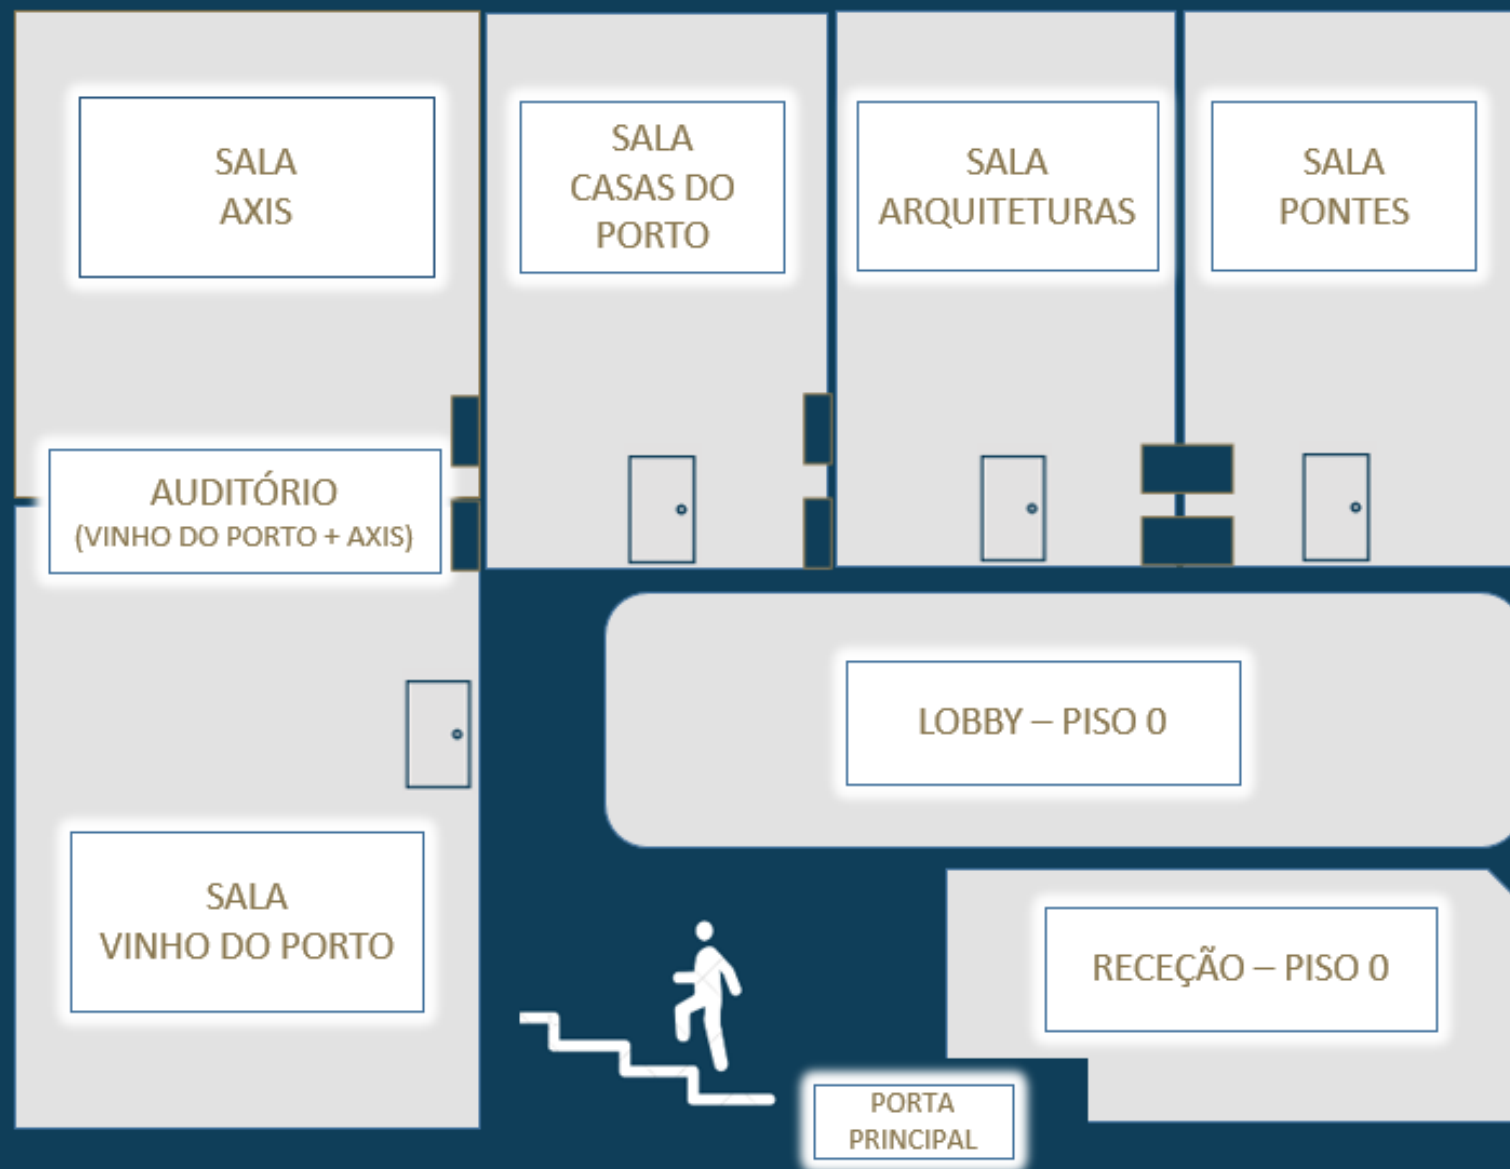 SALA
AXIS
SALA
CASAS DO
PORTO
SALA
ARQUITETURAS
SALA
PONTES
AUDITÓRIO
(VINHO DO PORTO + AXIS)
LOBBY – PISO 0
SALA
VINHO DO PORTO
RECEÇÃO – PISO 0
PORTA
PRINCIPAL